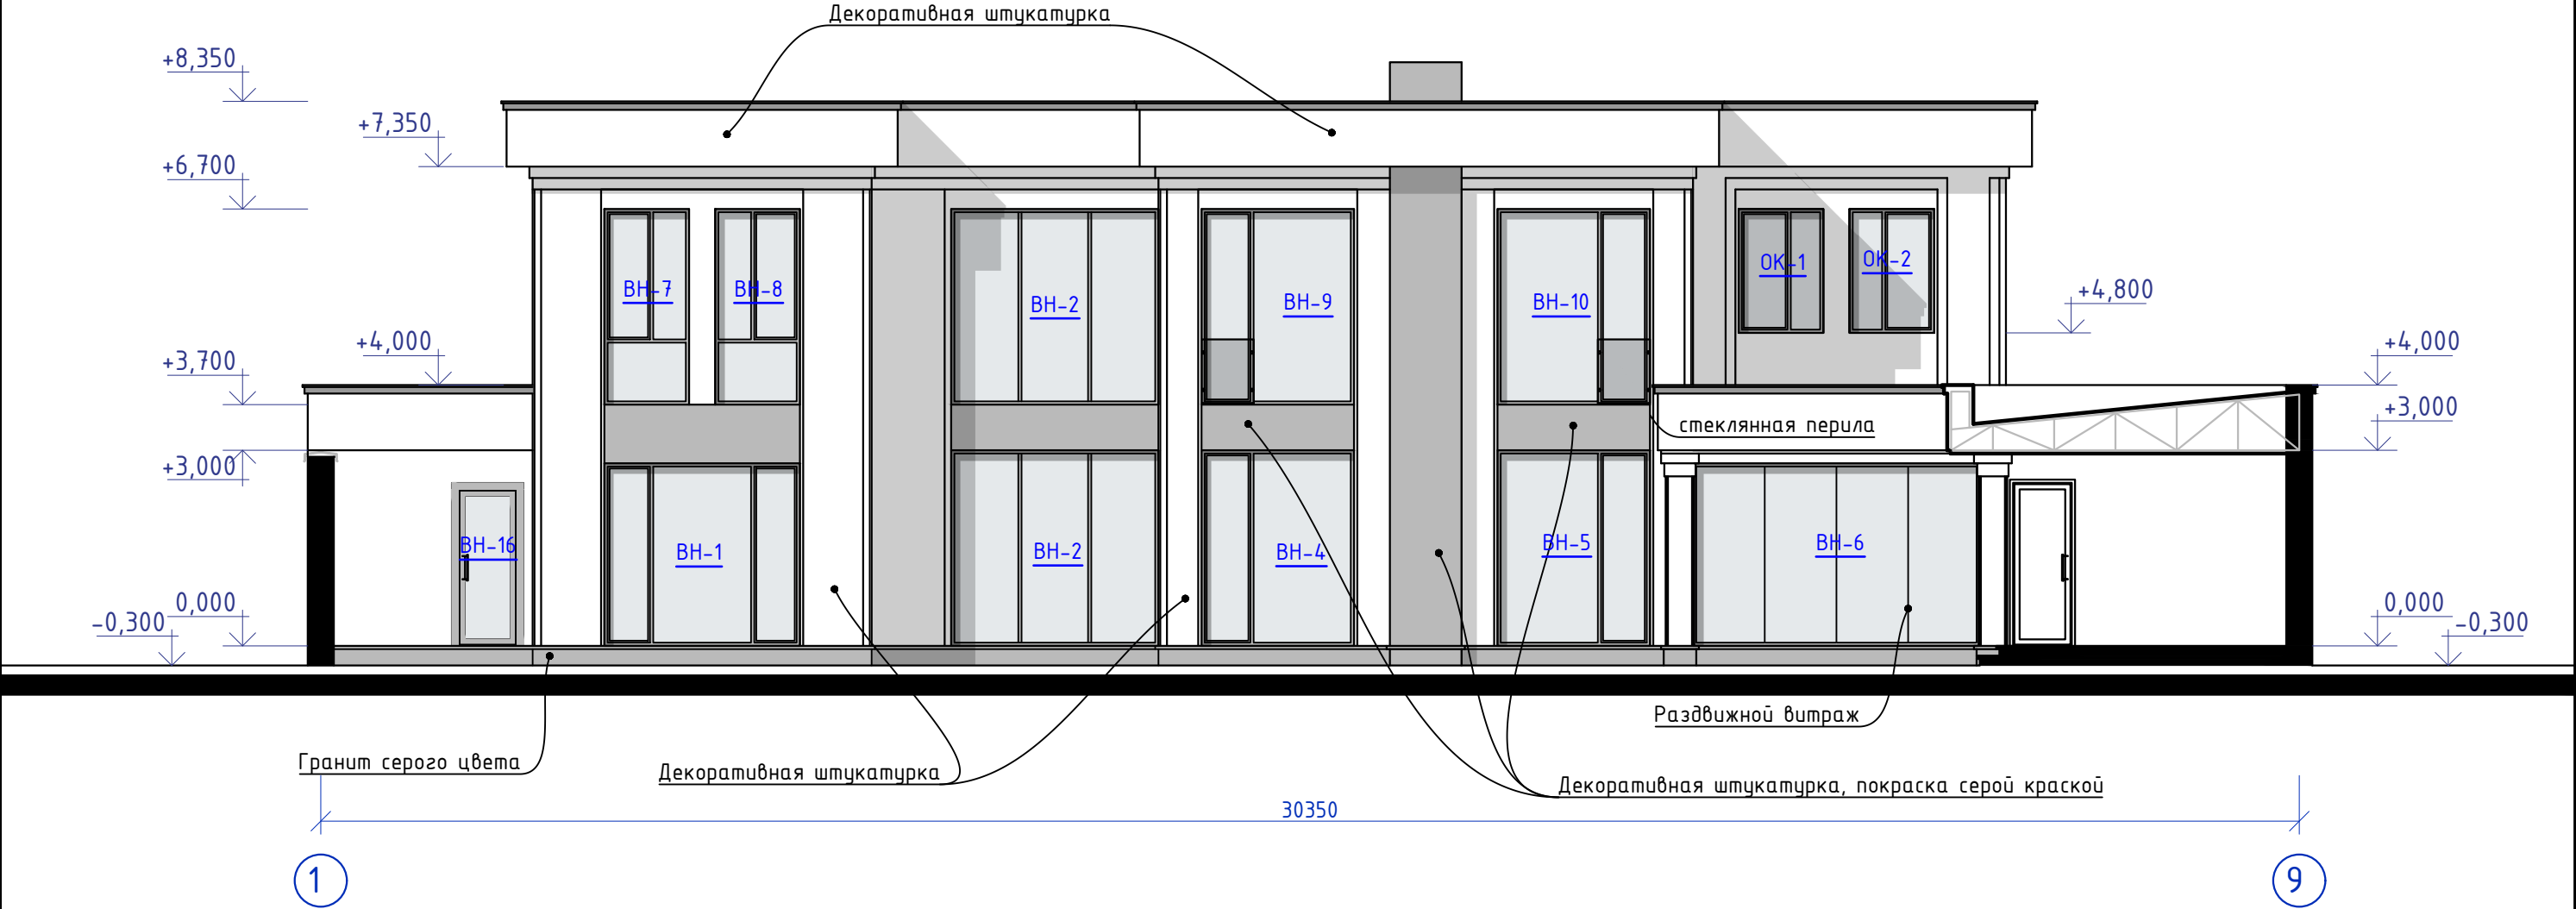 Декоративная штукатурка
+8,350
+7,350
+6,700
ВН-7
ВН-8
ВН-2
ВН-9
ВН-10
ОК-1
ОК-2
+4,800
+4,000
+3,700
+4,000
+3,000
стеклянная перила
+3,000
ВН-16
ВН-1
ВН-2
ВН-4
ВН-5
ВН-6
0,000
-0,300
0,000
-0,300
Раздвижной витраж
Гранит серого цвета
Декоративная штукатурка
Декоративная штукатурка, покраска серой краской
30350
1
9